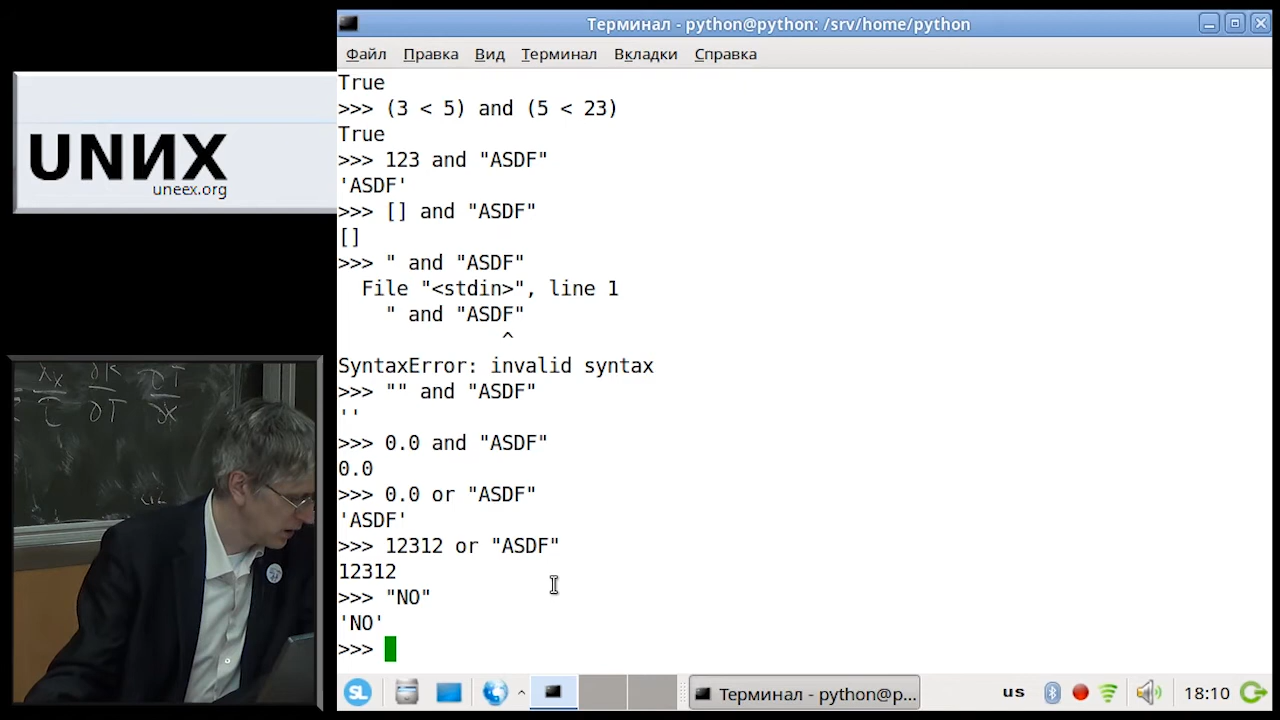 Терминал - python@python: /srv/home/python
Файл Правка Вид Терминал Вкладки Справка
True
>>> (3 < 5) and (5 < 23)
True
>>> 123 and "ASDF"
'ASDF'
>>> [] and "ASDF"
[]
>>> " and "ASDF"
File "<stdin>", line 1
" and "ASDF"
^
SyntaxError: invalid syntax
>>> "" and "ASDF"
''
>>> 0.0 and "ASDF"
0.0
>>> 0.0 or "ASDF"
'ASDF'
>>> 12312 or "ASDF"
12312
>>> "NO"
'NO'
>>>
UNИX
uneex.org
SL
Терминал - python@p...
us
18:10